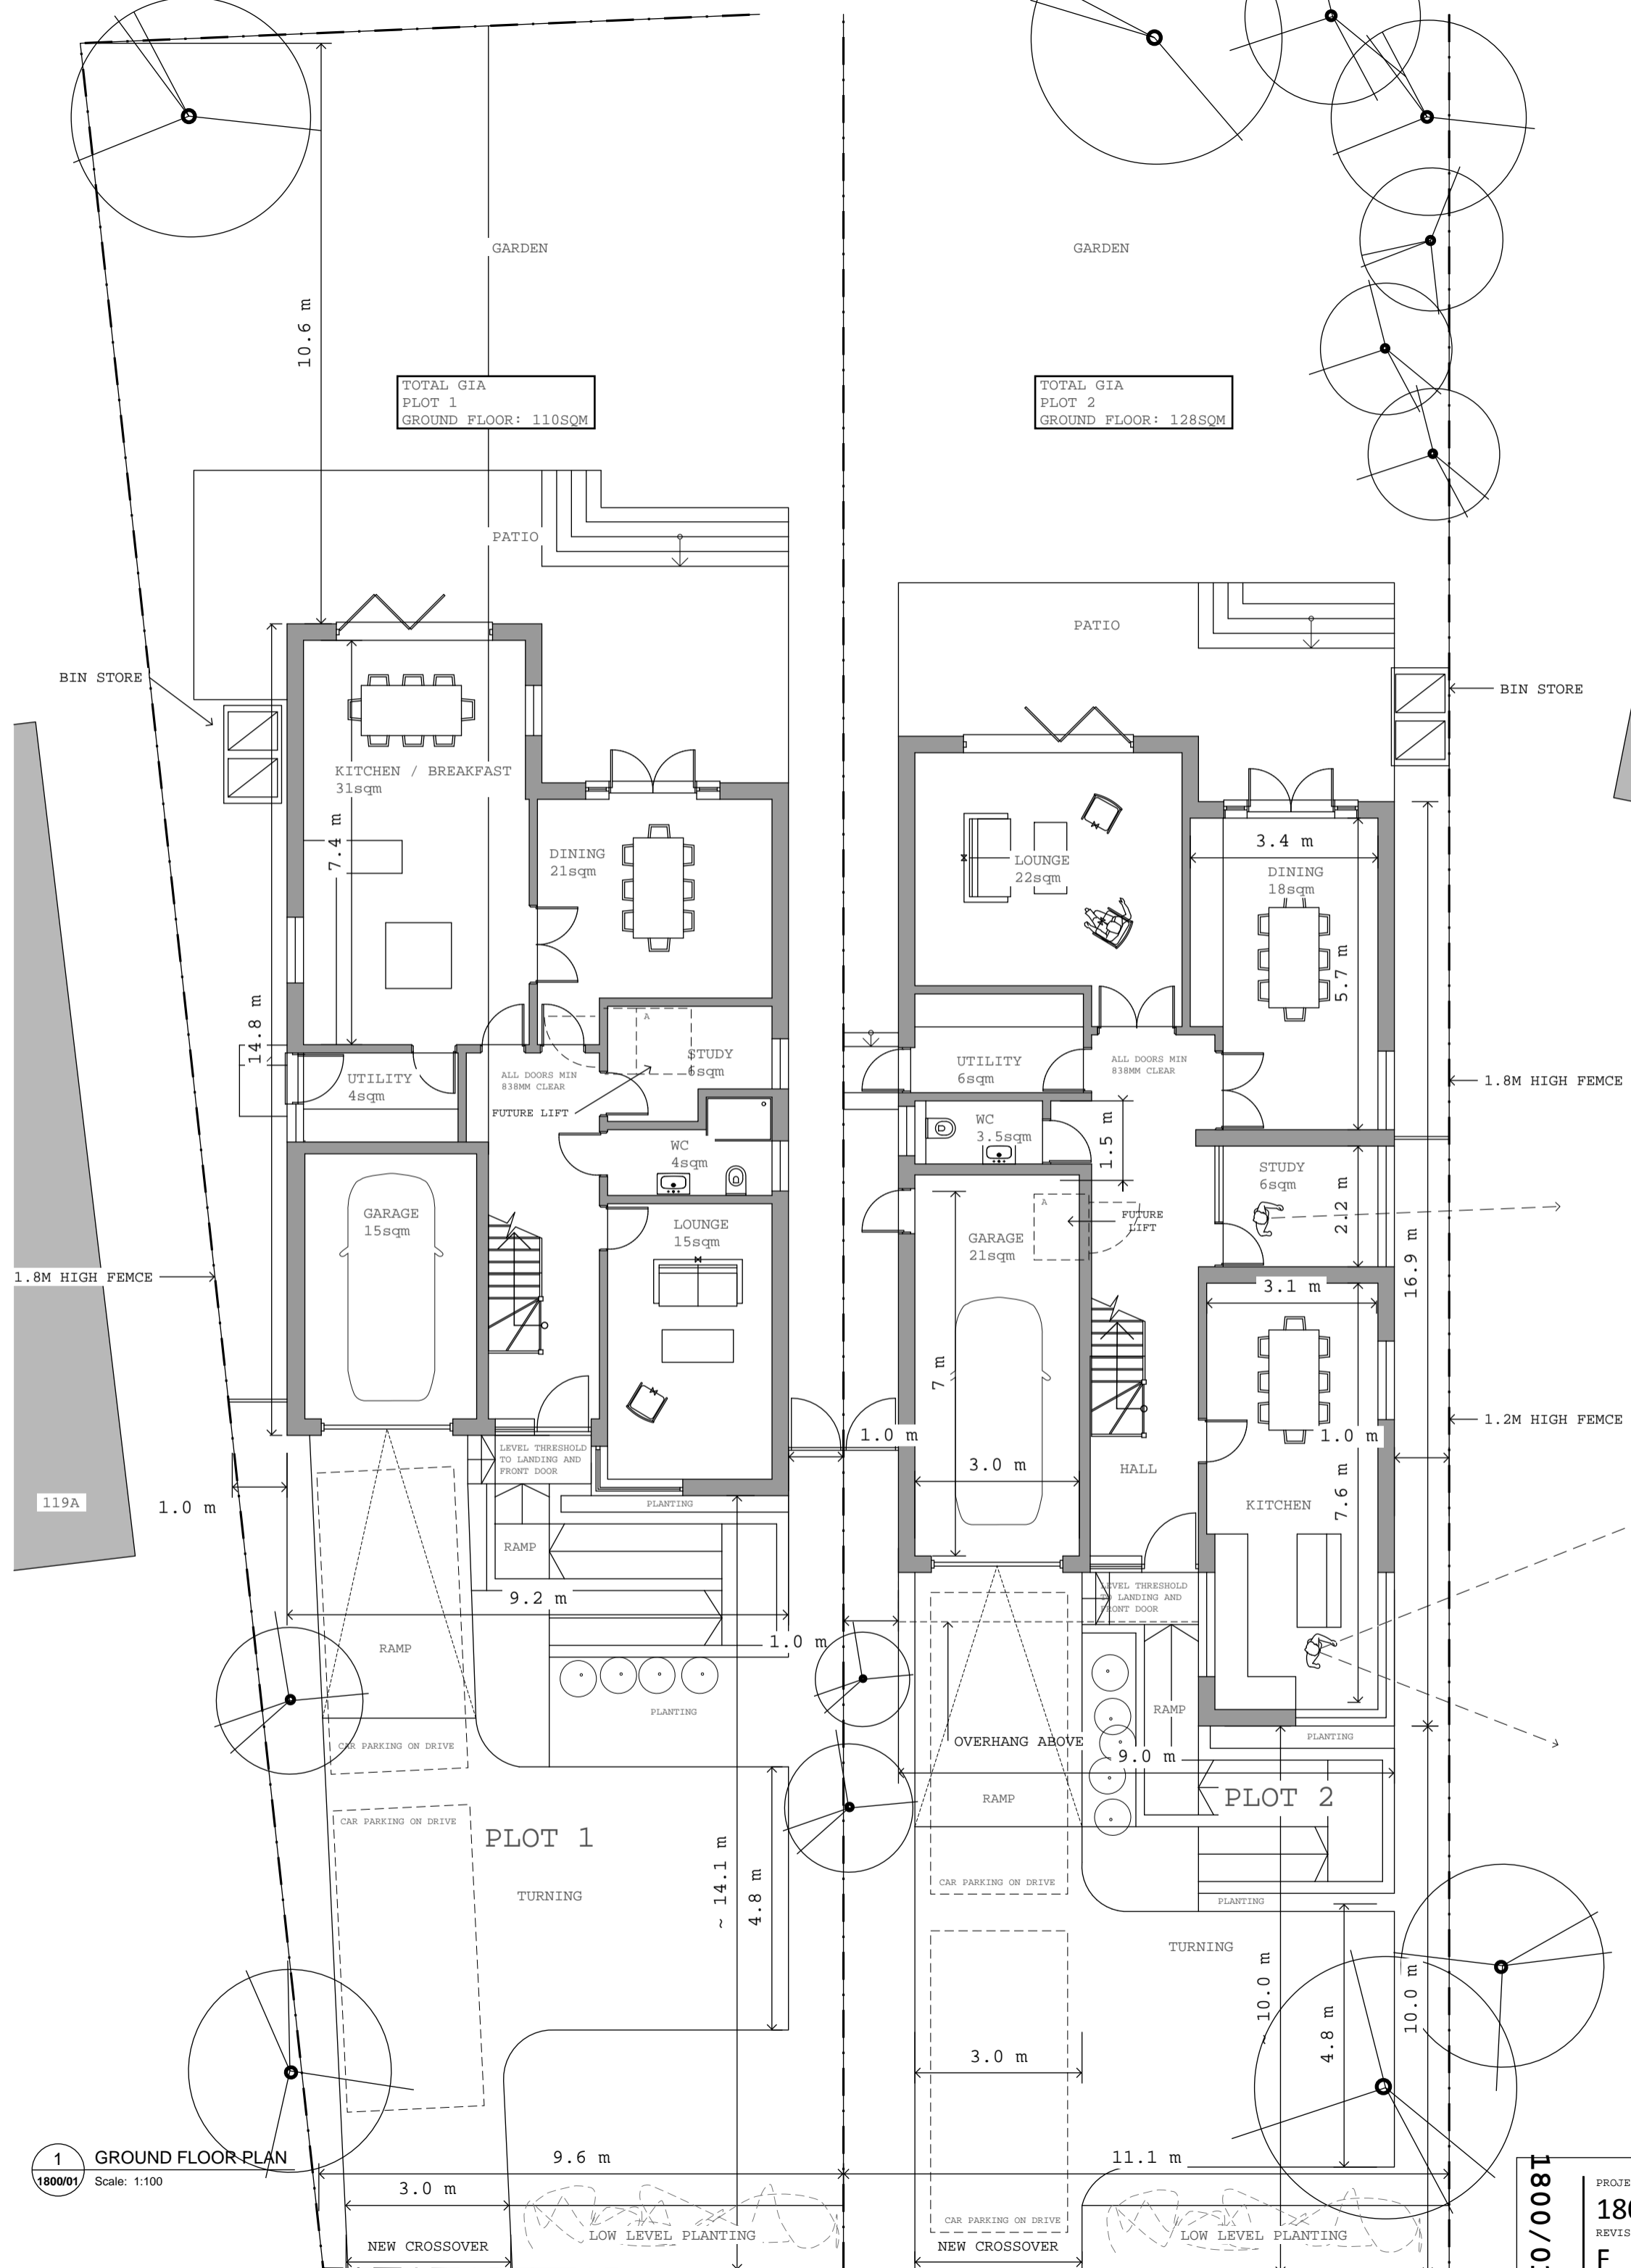 GARDEN
GARDEN
10.6 m
TOTAL GIA
PLOT 1
GROUND FLOOR: 110SQM
TOTAL GIA
PLOT 2
GROUND FLOOR: 128SQM
PATIO
PATIO
BIN STORE
BIN STORE
KITCHEN / BREAKFAST
31sqm
7.4 m
DINING
21sqm
LOUNGE
22sqm
3.4 m
DINING
18sqm
5.7 m
14.8 m
A
STUDY
6sqm
UTILITY
4sqm
ALL DOORS MIN
838MM CLEAR
FUTURE LIFT
WC
4sqm
UTILITY
6sqm
ALL DOORS MIN
838MM CLEAR
1.8M HIGH FEMCE
WC
3.5sqm
1.5 m
STUDY
6sqm
2.2 m
GARAGE
15sqm
LOUNGE
15sqm
A
FUTURE
LIFT
GARAGE
21sqm
16.9 m
1.8M HIGH FEMCE
3.1 m
7 m
1.2M HIGH FEMCE
1.0 m
1.0 m
LEVEL THRESHOLD
TO LANDING AND
FRONT DOOR
3.0 m
HALL
7.6 m
119A
1.0 m
PLANTING
KITCHEN
RAMP
9.2 m
LEVEL THRESHOLD
TO LANDING AND
FRONT DOOR
1.0 m
RAMP
PLANTING
RAMP
CAR PARKING ON DRIVE
OVERHANG ABOVE
PLANTING
9.0 m
RAMP
PLOT 2
CAR PARKING ON DRIVE
PLOT 1
~ 14.1 m
4.8 m
TURNING
CAR PARKING ON DRIVE
PLANTING
TURNING
~ 10.0 m
10.0 m
4.8 m
3.0 m
1
1800/01
GROUND FLOOR PLAN
Scale: 1:100
9.6 m
11.1 m
3.0 m
LOW LEVEL PLANTING
CAR PARKING ON DRIVE
LOW LEVEL PLANTING
NEW CROSSOVER
NEW CROSSOVER